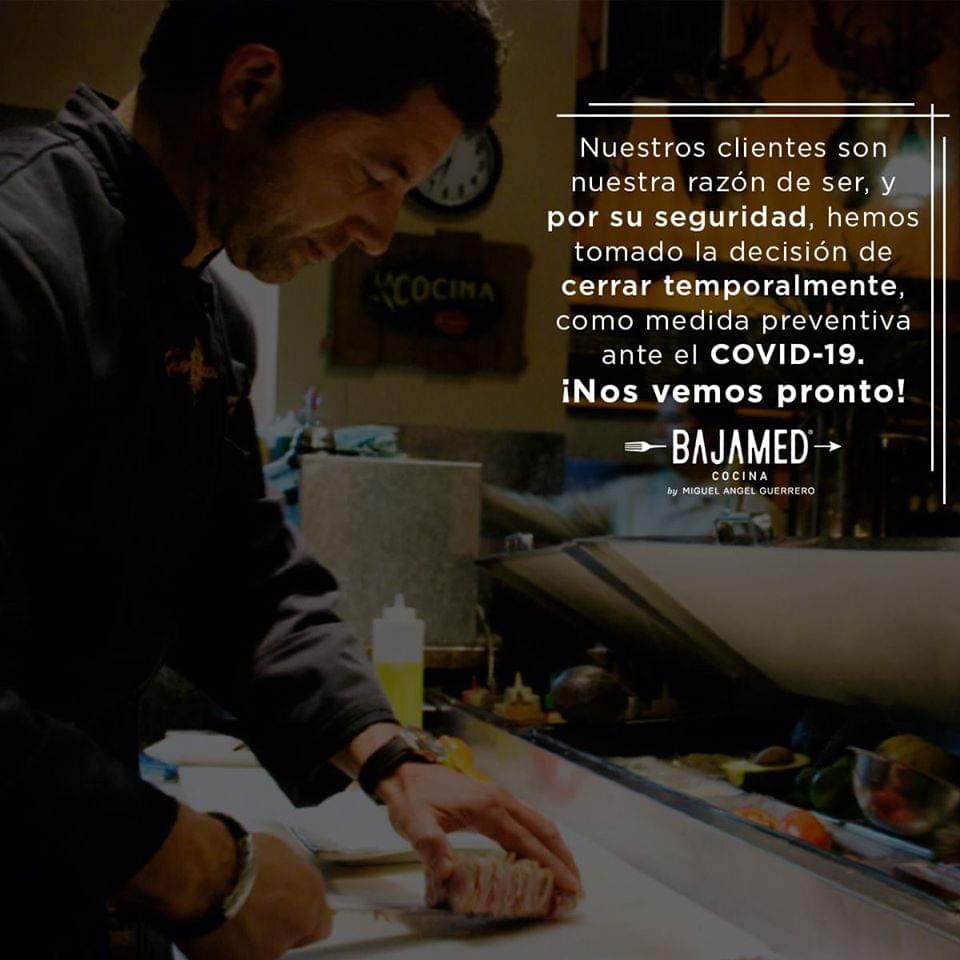 Nuestros clientes son
nuestra razón de ser, y
por su seguridad, hemos
tomado la decisión de
cerrar temporalmente,
como medida preventiva
ante el COVID-19.
¡Nos vemos pronto!
BAJAMED®
COCINA
by MIGUEL ANGEL GUERRERO
LA COCINA